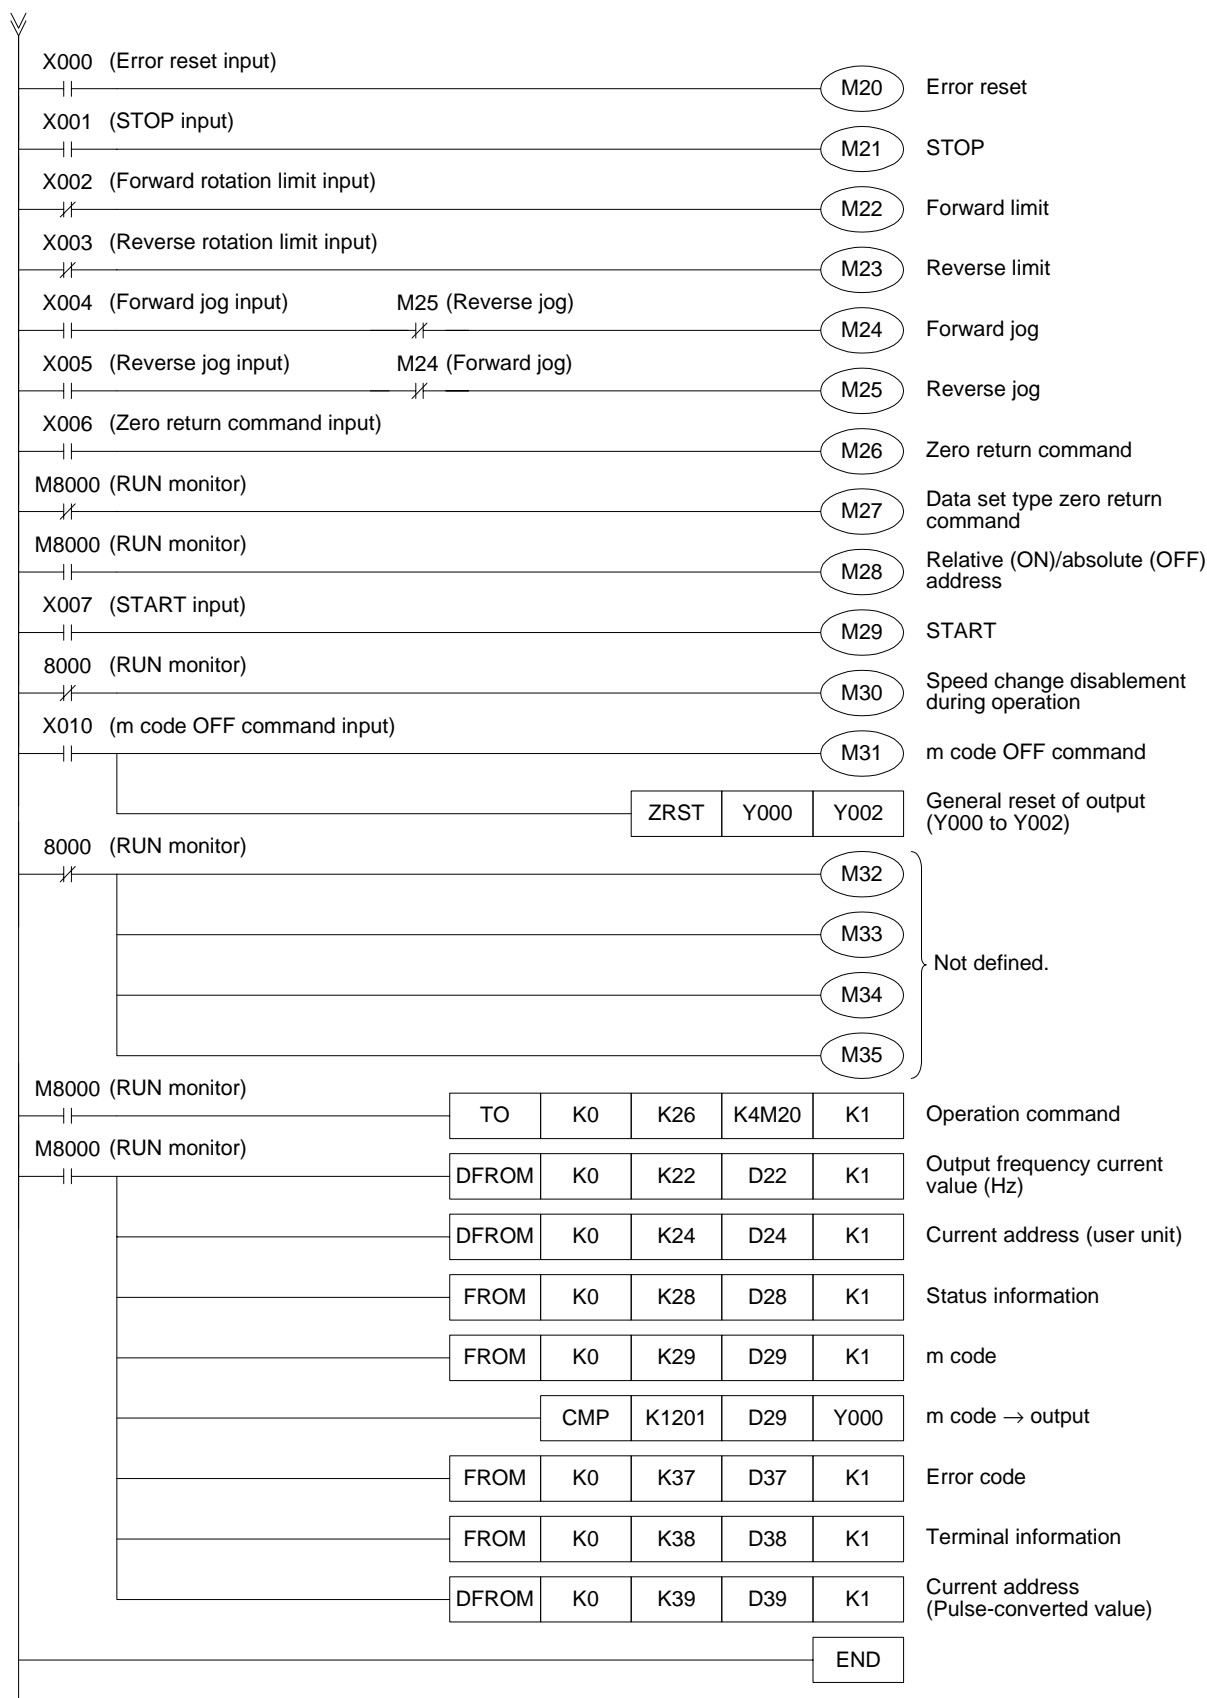 X000 (Error reset input)
M20 Error reset
X001 (STOP input)
M21 STOP
X002 (Forward rotation limit input)
M22 Forward limit
X003 (Reverse rotation limit input)
M23 Reverse limit
X004 (Forward jog input) M25 (Reverse jog)
M24 Forward jog
X005 (Reverse jog input) M24 (Forward jog)
M25 Reverse jog
X006 (Zero return command input)
M26 Zero return command
M8000 (RUN monitor)
M27 Data set type zero return
command
M8000 (RUN monitor)
M28 Relative (ON)/absolute (OFF)
address
X007 (START input)
M29 START
8000 (RUN monitor)
M30 Speed change disablement
during operation
X010 (m code OFF command input)
M31 m code OFF command
ZRST Y000 Y002 General reset of output
(Y000 to Y002)
8000 (RUN monitor)
M32
M33
Not defined.
M34
M35
M8000 (RUN monitor)
TO K0 K26 K4M20 K1 Operation command
M8000 (RUN monitor)
DFROM K0 K22 D22 K1 Output frequency current
value (Hz)
DFROM K0 K24 D24 K1 Current address (user unit)
FROM K0 K28 D28 K1 Status information
FROM K0 K29 D29 K1 m code
CMP K1201 D29 Y000 m code → output
FROM K0 K37 D37 K1 Error code
FROM K0 K38 D38 K1 Terminal information
DFROM K0 K39 D39 K1 Current address
(Pulse-converted value)
END